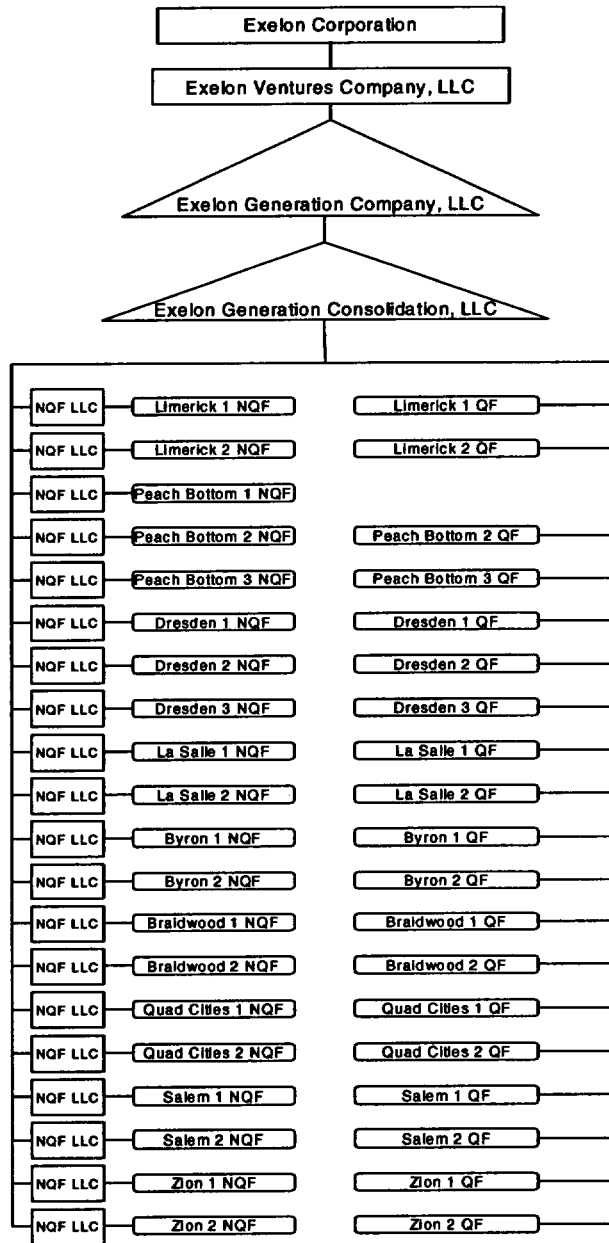 Exelon Corporation
Exelon Ventures Company, LLC
Exelon Generation Company, LLC
Exelon Generation Consolidation, LLC
NQF LLC Limerick 1 NQF Limerick 1 QF
NQF LLC Limerick 2 NQF Limerick 2 QF
NQF LLC Peach Bottom 1 NQF
NQF LLC Peach Bottom 2 NQF Peach Bottom 2 QF
NQF LLC Peach Bottom 3 NQF Peach Bottom 3 QF
NQF LLC Dresden 1 NQF Dresden 1 QF
NQF LLC Dresden 2 NQF Dresden 2 QF
NQF LLC Dresden 3 NQF Dresden 3 QF
NQF LLC La Salle 1 NQF La Salle 1 QF
NQF LLC La Salle 2 NQF La Salle 2 QF
NQF LLC Byron 1 NQF Byron 1 QF
NQF LLC Byron 2 NQF Byron 2 QF
NQF LLC Braidwood 1 NQF Braidwood 1 QF
NQF LLC Braidwood 2 NQF Braidwood 2 QF
NQF LLC Quad Cities 1 NQF Quad Cities 1 QF
NQF LLC Quad Cities 2 NQF Quad Cities 2 QF
NQF LLC Salem 1 NQF Salem 1 QF
NQF LLC Salem 2 NQF Salem 2 QF
NQF LLC Zion 1 NQF Zion 1 QF
NQF LLC Zion 2 NQF Zion 2 QF